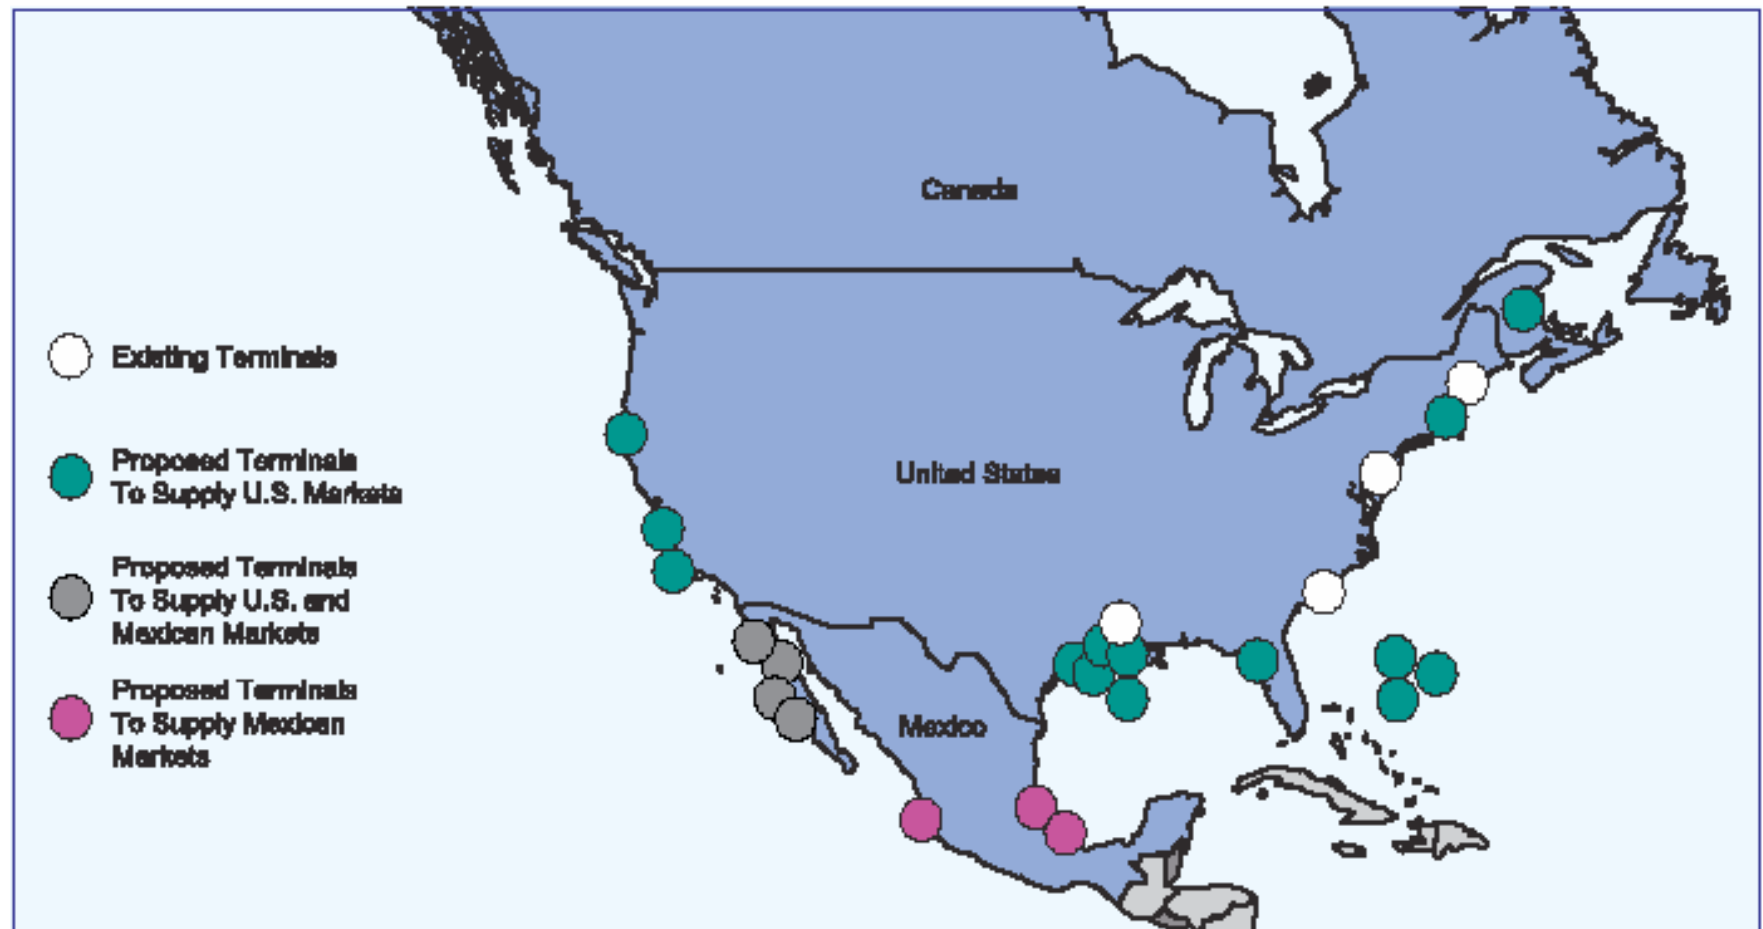 Canada
United States
Mexico
Existing Terminals
Proposed Terminals
To Supply U.S. Markets
Proposed Terminals
To Supply U.S. and
Mexican Markets
Proposed Terminals
To Supply Mexican
Markets